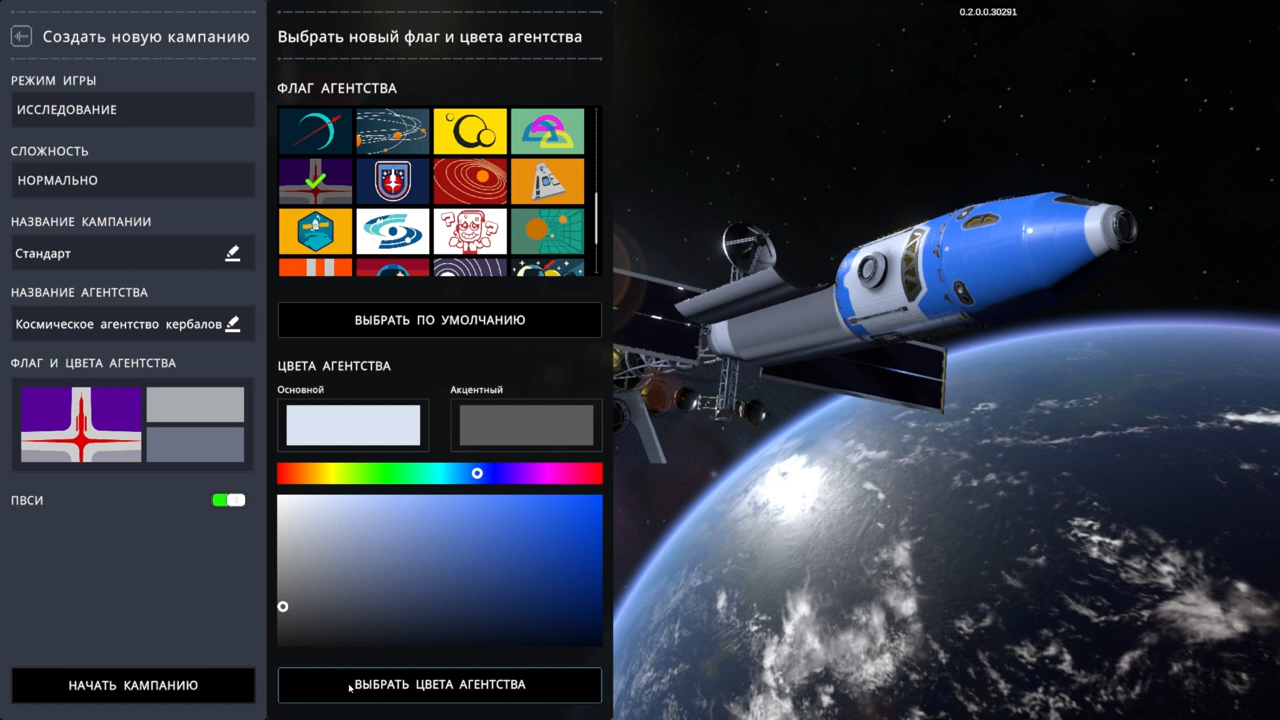 0.2.0.0.30291
Создать новую кампанию
РЕЖИМ ИГРЫ
ИССЛЕДОВАНИЕ
СЛОЖНОСТЬ
НОРМАЛЬНО
НАЗВАНИЕ КАМПАНИИ
Стандарт
НАЗВАНИЕ АГЕНТСТВА
Космическое агентство кербалов
ФЛАГ И ЦВЕТА АГЕНТСТВА
ПВСИ
НАЧАТЬ КАМПАНИЮ
Выбрать новый флаг и цвета агентства
ФЛАГ АГЕНТСТВА
ВЫБРАТЬ ПО УМОЛЧАНИЮ
ЦВЕТА АГЕНТСТВА
Основной
Акцентный
ВЫБРАТЬ ЦВЕТА АГЕНТСТВА